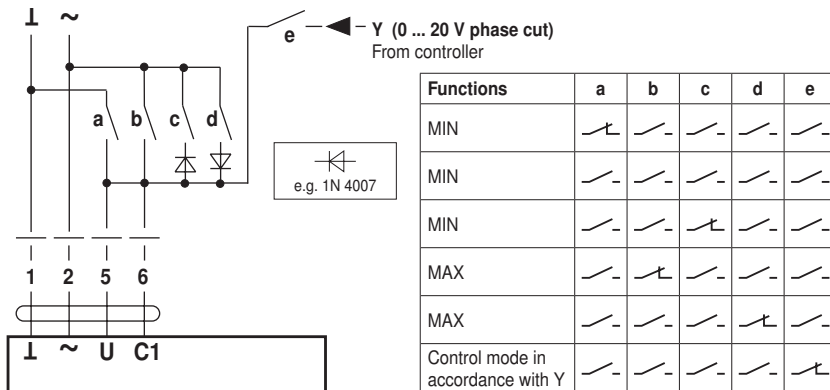 ⊥ ~
e
Y (0 ... 20 V phase cut)
From controller
a b c d
e.g. 1N 4007
1 2 5 6
⊥ ~ U C1
Functions a b c d e
MIN
MIN
MIN
MAX
MAX
Control mode in
accordance with Y